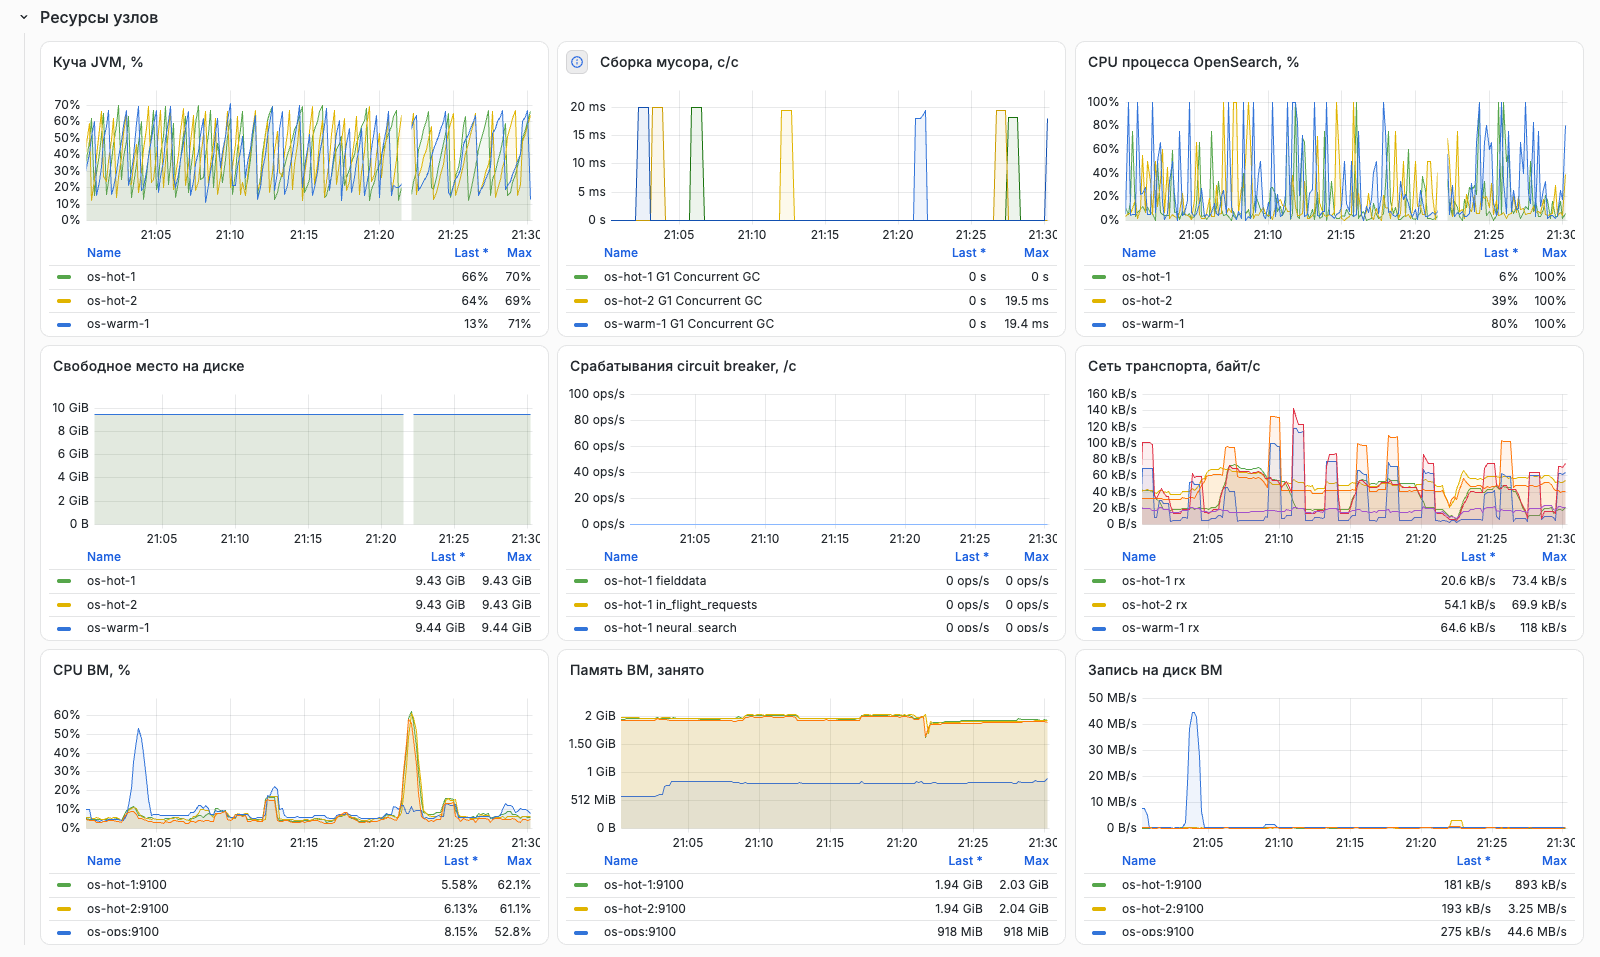 Ресурсы узлов
Куча JVM, %
70%
60%
50%
40%
30%
20%
10%
0%
21:05 21:10 21:15 21:20 21:25 21:30
Name Last * Max
os-hot-1 66% 70%
os-hot-2 64% 69%
os-warm-1 13% 71%
Сборка мусора, с/с
20 ms
15 ms
10 ms
5 ms
0 s
21:05 21:10 21:15 21:20 21:25 21:30
Name Last * Max
os-hot-1 G1 Concurrent GC 0 s 0 s
os-hot-2 G1 Concurrent GC 0 s 19.5 ms
os-warm-1 G1 Concurrent GC 0 s 19.4 ms
CPU процесса OpenSearch, %
100%
80%
60%
40%
20%
0%
21:05 21:10 21:15 21:20 21:25 21:30
Name Last * Max
os-hot-1 6% 100%
os-hot-2 39% 100%
os-warm-1 80% 100%
Свободное место на диске
10 GiB
8 GiB
6 GiB
4 GiB
2 GiB
0 B
21:05 21:10 21:15 21:20 21:25 21:30
Name Last * Max
os-hot-1 9.43 GiB 9.43 GiB
os-hot-2 9.43 GiB 9.43 GiB
os-warm-1 9.44 GiB 9.44 GiB
Срабатывания circuit breaker, /с
100 ops/s
80 ops/s
60 ops/s
40 ops/s
20 ops/s
0 ops/s
21:05 21:10 21:15 21:20 21:25 21:30
Name Last * Max
os-hot-1 fielddata 0 ops/s 0 ops/s
os-hot-1 in_flight_requests 0 ops/s 0 ops/s
os-hot-1 neural_search 0 ops/s 0 ops/s
Сеть транспорта, байт/с
160 kB/s
140 kB/s
120 kB/s
100 kB/s
80 kB/s
60 kB/s
40 kB/s
20 kB/s
0 B/s
21:05 21:10 21:15 21:20 21:25 21:30
Name Last * Max
os-hot-1 rx 20.6 kB/s 73.4 kB/s
os-hot-2 rx 54.1 kB/s 69.9 kB/s
os-warm-1 rx 64.6 kB/s 118 kB/s
CPU ВМ, %
60%
50%
40%
30%
20%
10%
0%
21:05 21:10 21:15 21:20 21:25 21:30
Name Last * Max
os-hot-1:9100 5.58% 62.1%
os-hot-2:9100 6.13% 61.1%
os-ops:9100 8.15% 52.8%
Память ВМ, занято
2 GiB
1.50 GiB
1 GiB
512 MiB
0 B
21:05 21:10 21:15 21:20 21:25 21:30
Name Last * Max
os-hot-1:9100 1.94 GiB 2.03 GiB
os-hot-2:9100 1.94 GiB 2.04 GiB
os-ops:9100 918 MiB 918 MiB
Запись на диск ВМ
50 MB/s
40 MB/s
30 MB/s
20 MB/s
10 MB/s
0 B/s
21:05 21:10 21:15 21:20 21:25 21:30
Name Last * Max
os-hot-1:9100 181 kB/s 893 kB/s
os-hot-2:9100 193 kB/s 3.25 MB/s
os-ops:9100 275 kB/s 44.6 MB/s